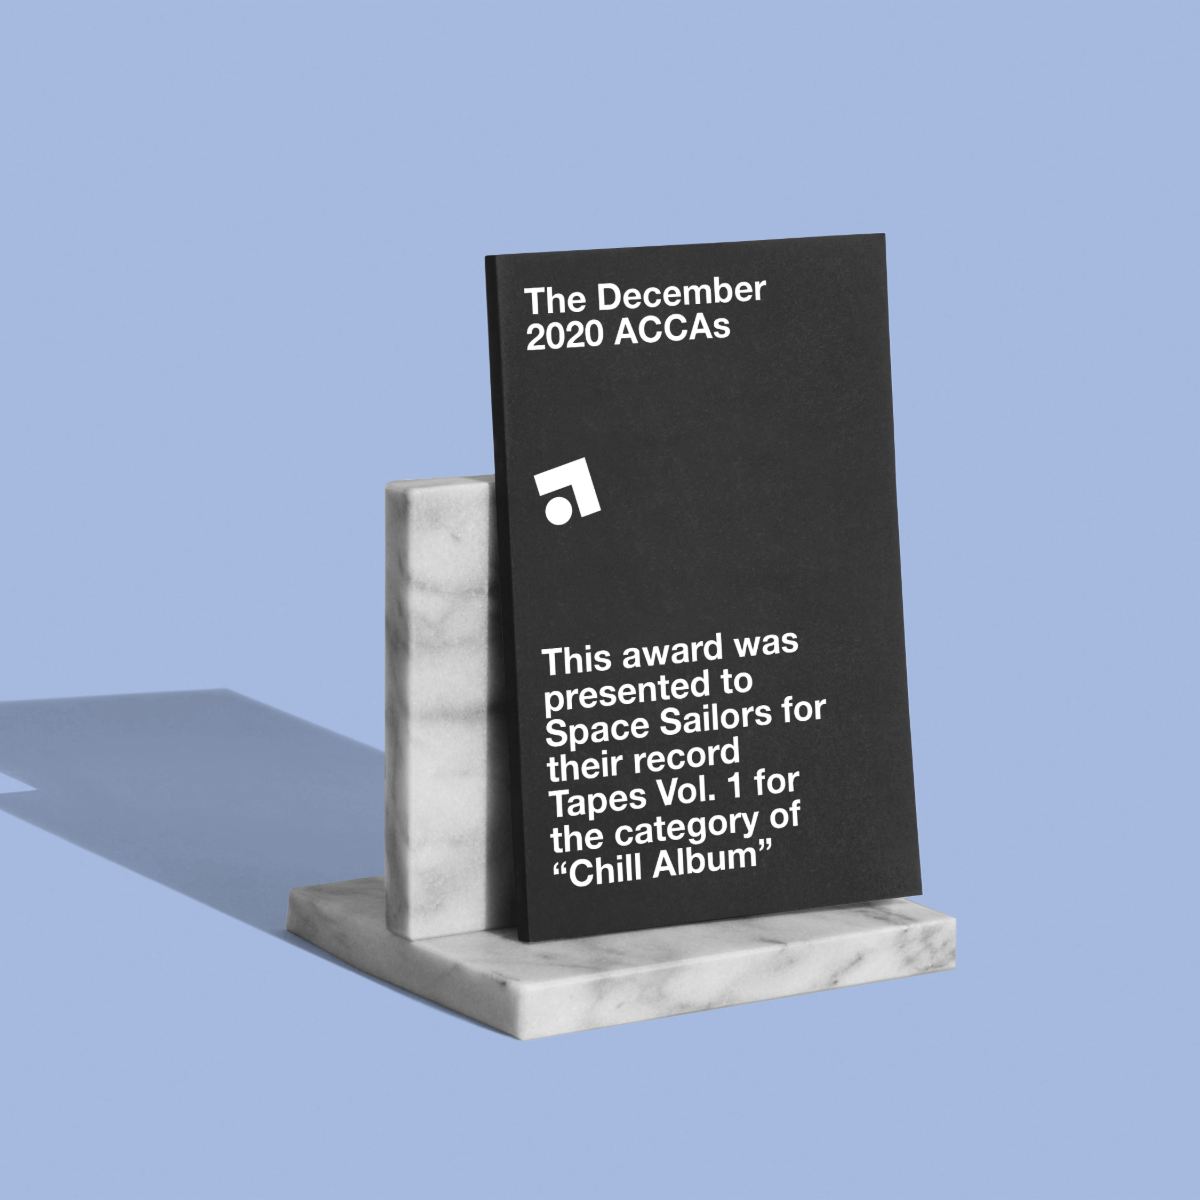 The December
2020 ACCAs
This award was
presented to
Space Sailors for
their record
Tapes Vol. 1 for
the category of
“Chill Album”